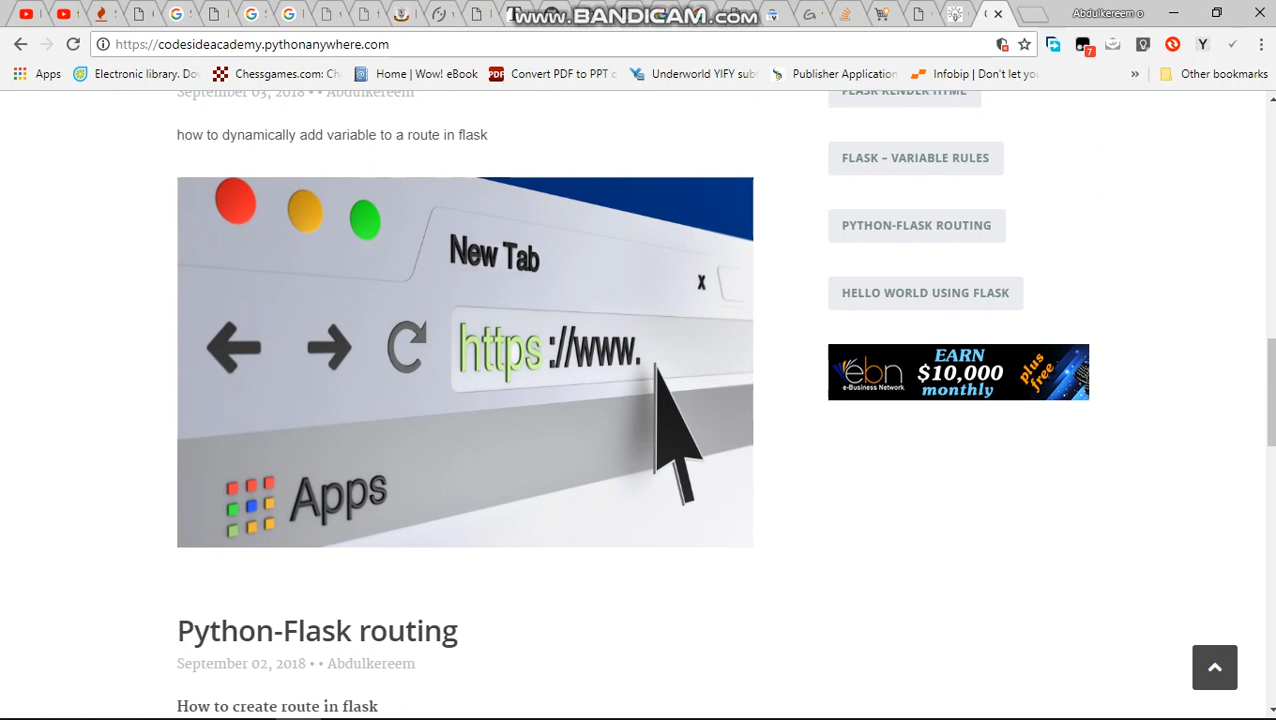 www.BANDICAM.com
Abdulkereem o
https://codesideacademy.pythonanywhere.com
7
Apps
Electronic library. Do
Chessgames.com: Ch
Home | Wow! eBook
Convert PDF to PPT o
Underworld YIFY sub
Publisher Application
Infobip | Don't let you
Other bookmarks
September 03, 2018 • • Abdulkereem
FLASK RENDER HTML
how to dynamically add variable to a route in flask
FLASK – VARIABLE RULES
PYTHON-FLASK ROUTING
HELLO WORLD USING FLASK
New Tab
x
https://www.
Apps
ebn
e-Business Network
EARN
$10,000
monthly
plus
free
Python-Flask routing
September 02, 2018 • • Abdulkereem
How to create route in flask